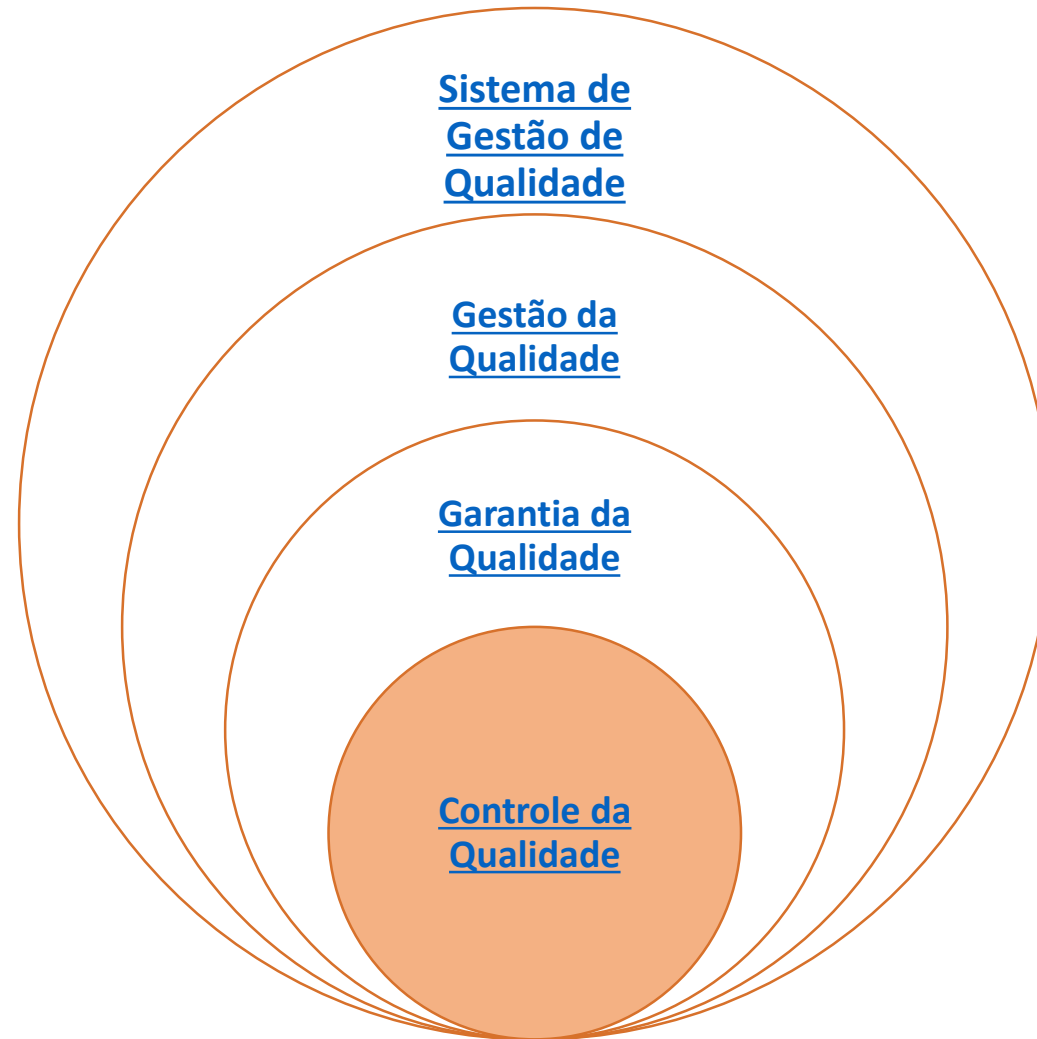 Sistema de
Gestão de
Qualidade
Gestão da
Qualidade
Garantia da
Qualidade
Controle da
Qualidade